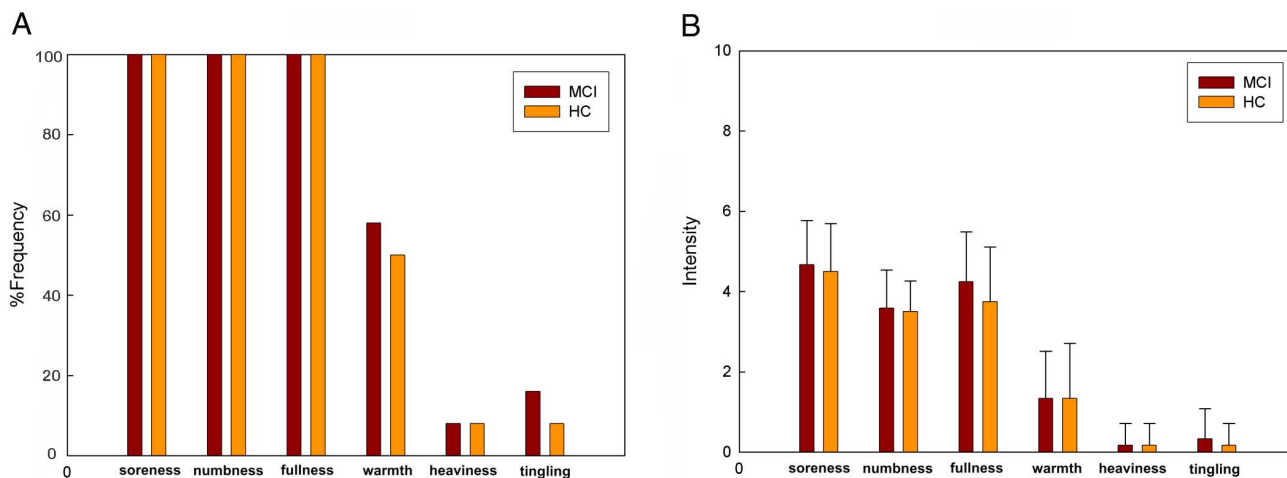 A
100
80
60
40
20
0
%Frequency
MCI
HC
0 soreness numbness fullness warmth heaviness tingling
B
10
8
6
4
2
0
Intensity
MCI
HC
0 soreness numbness fullness warmth heaviness tingling